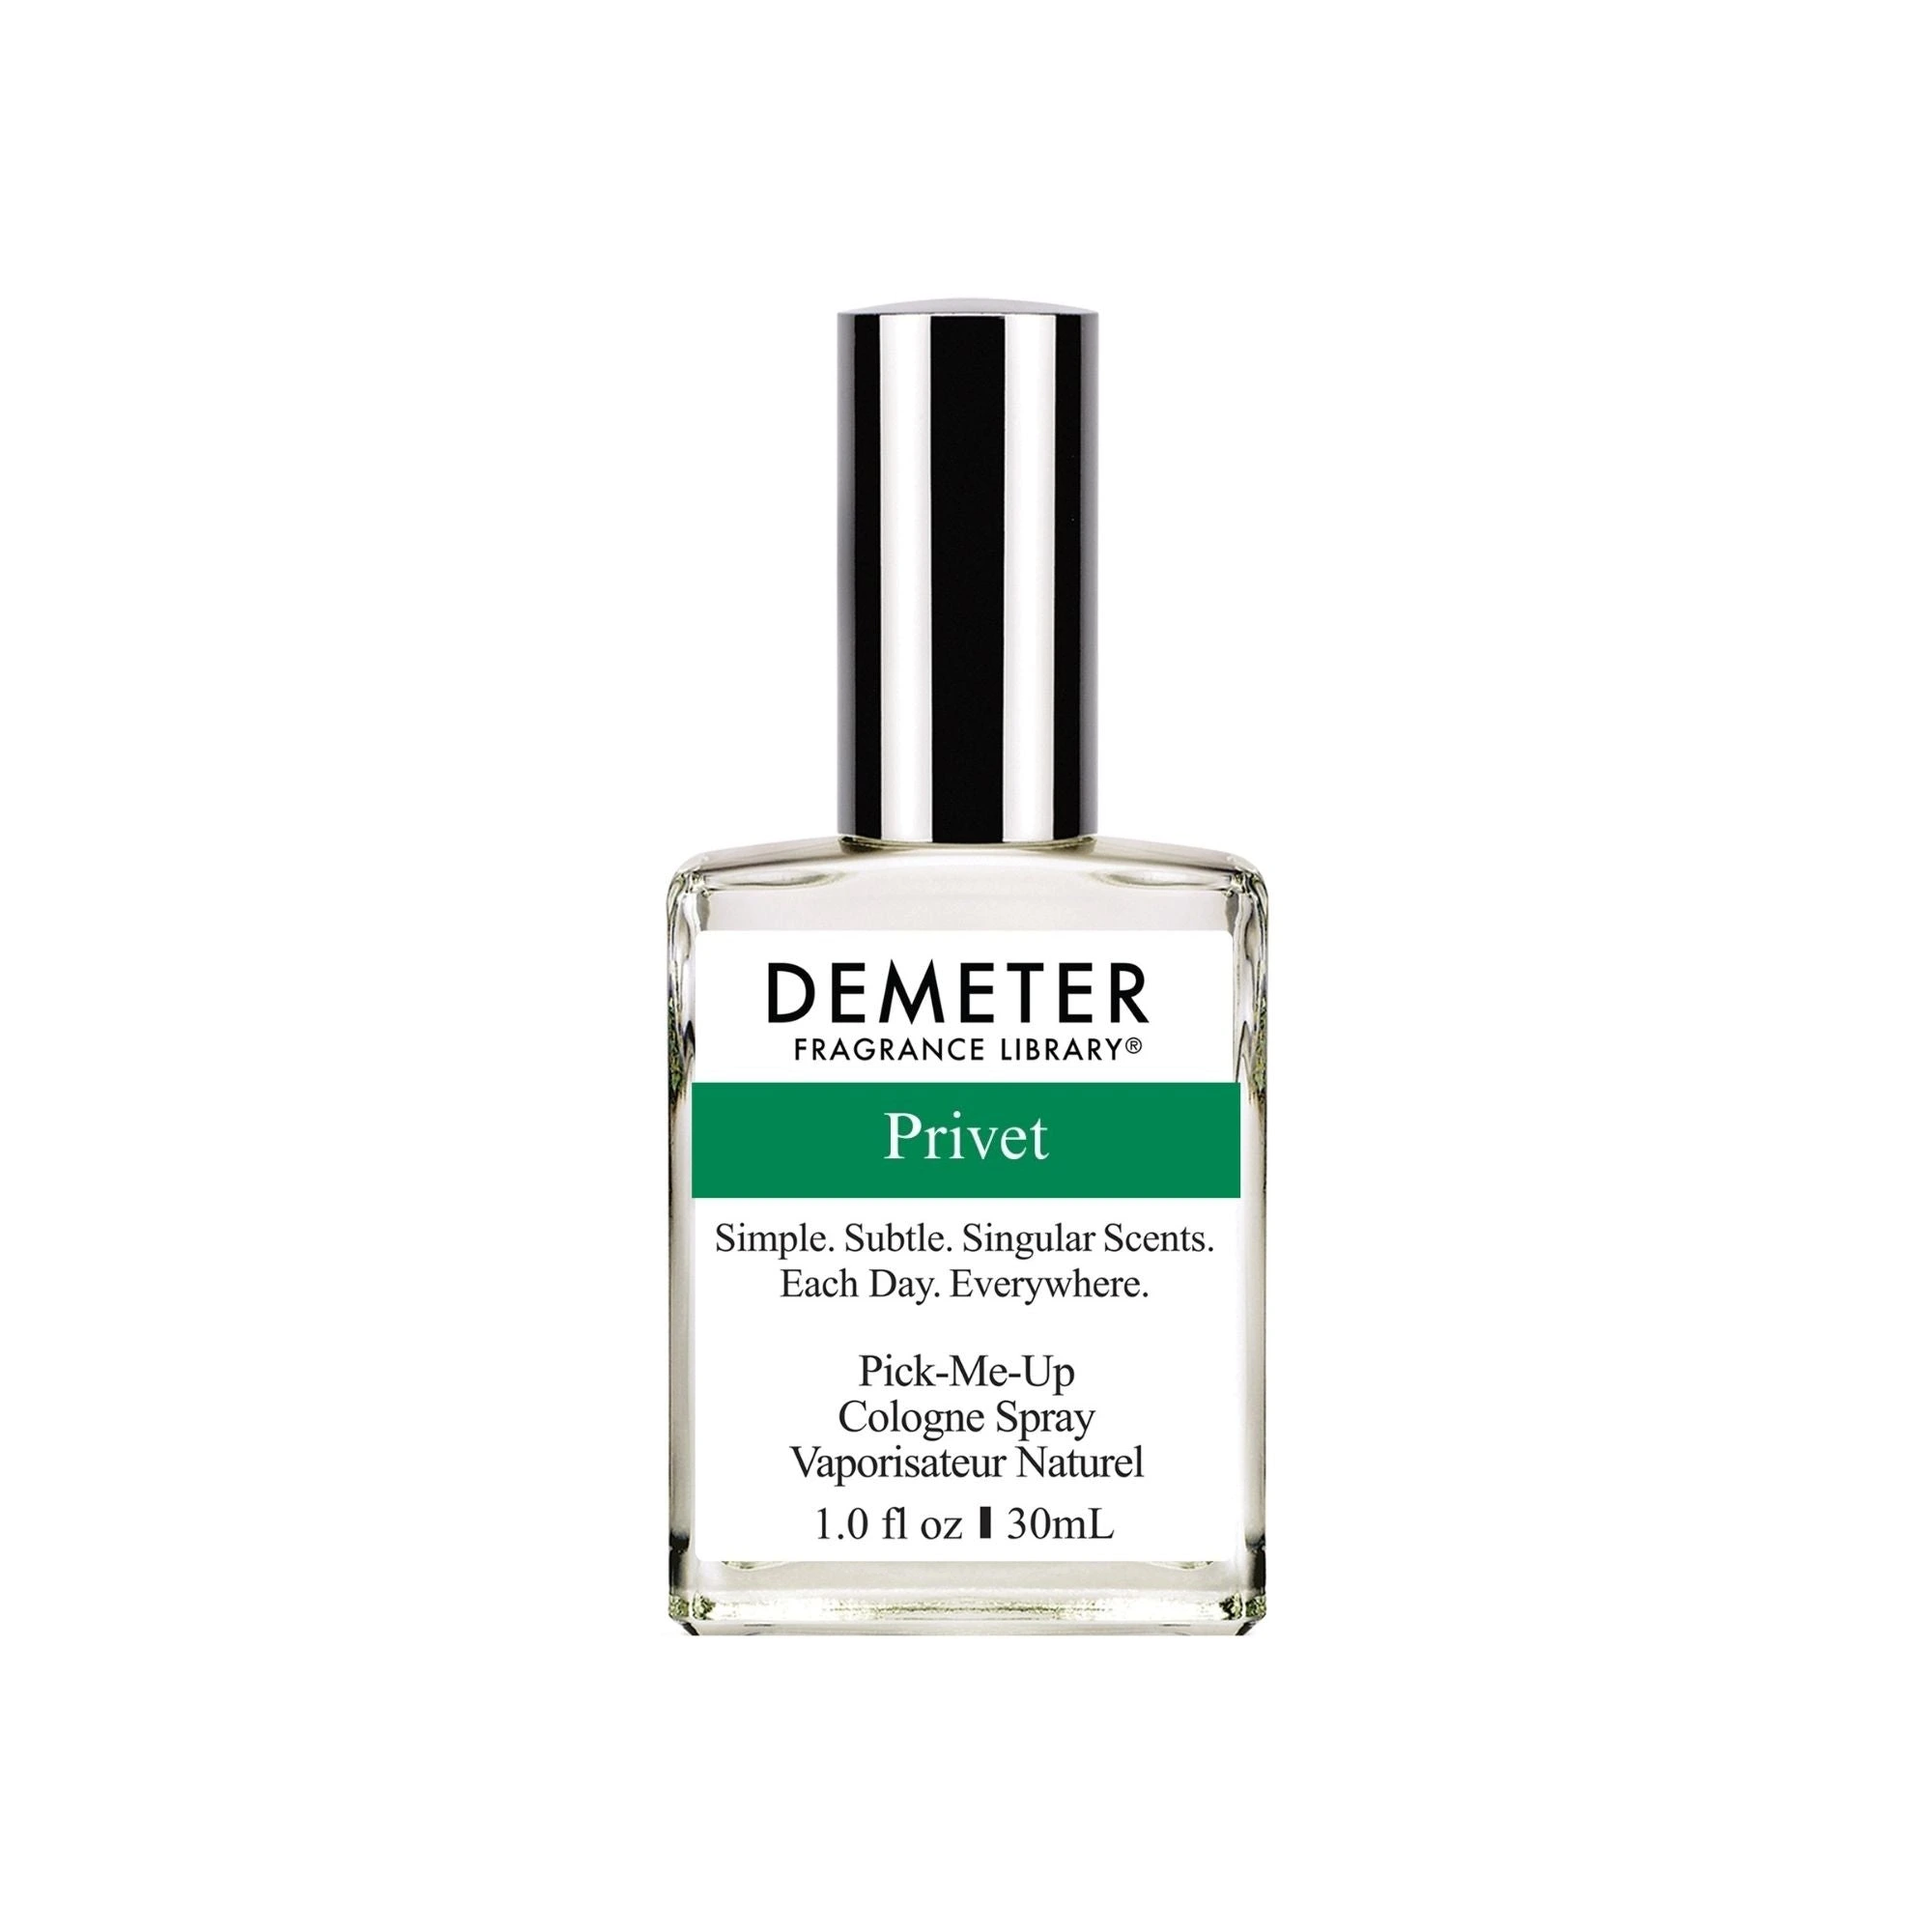 DEMETER
FRAGRANCE LIBRARY®
Privet
Simple. Subtle. Singular Scents.
Each Day. Everywhere.
Pick-Me-Up
Cologne Spray
Vaporisateur Naturel
1.0 fl oz ❚ 30mL